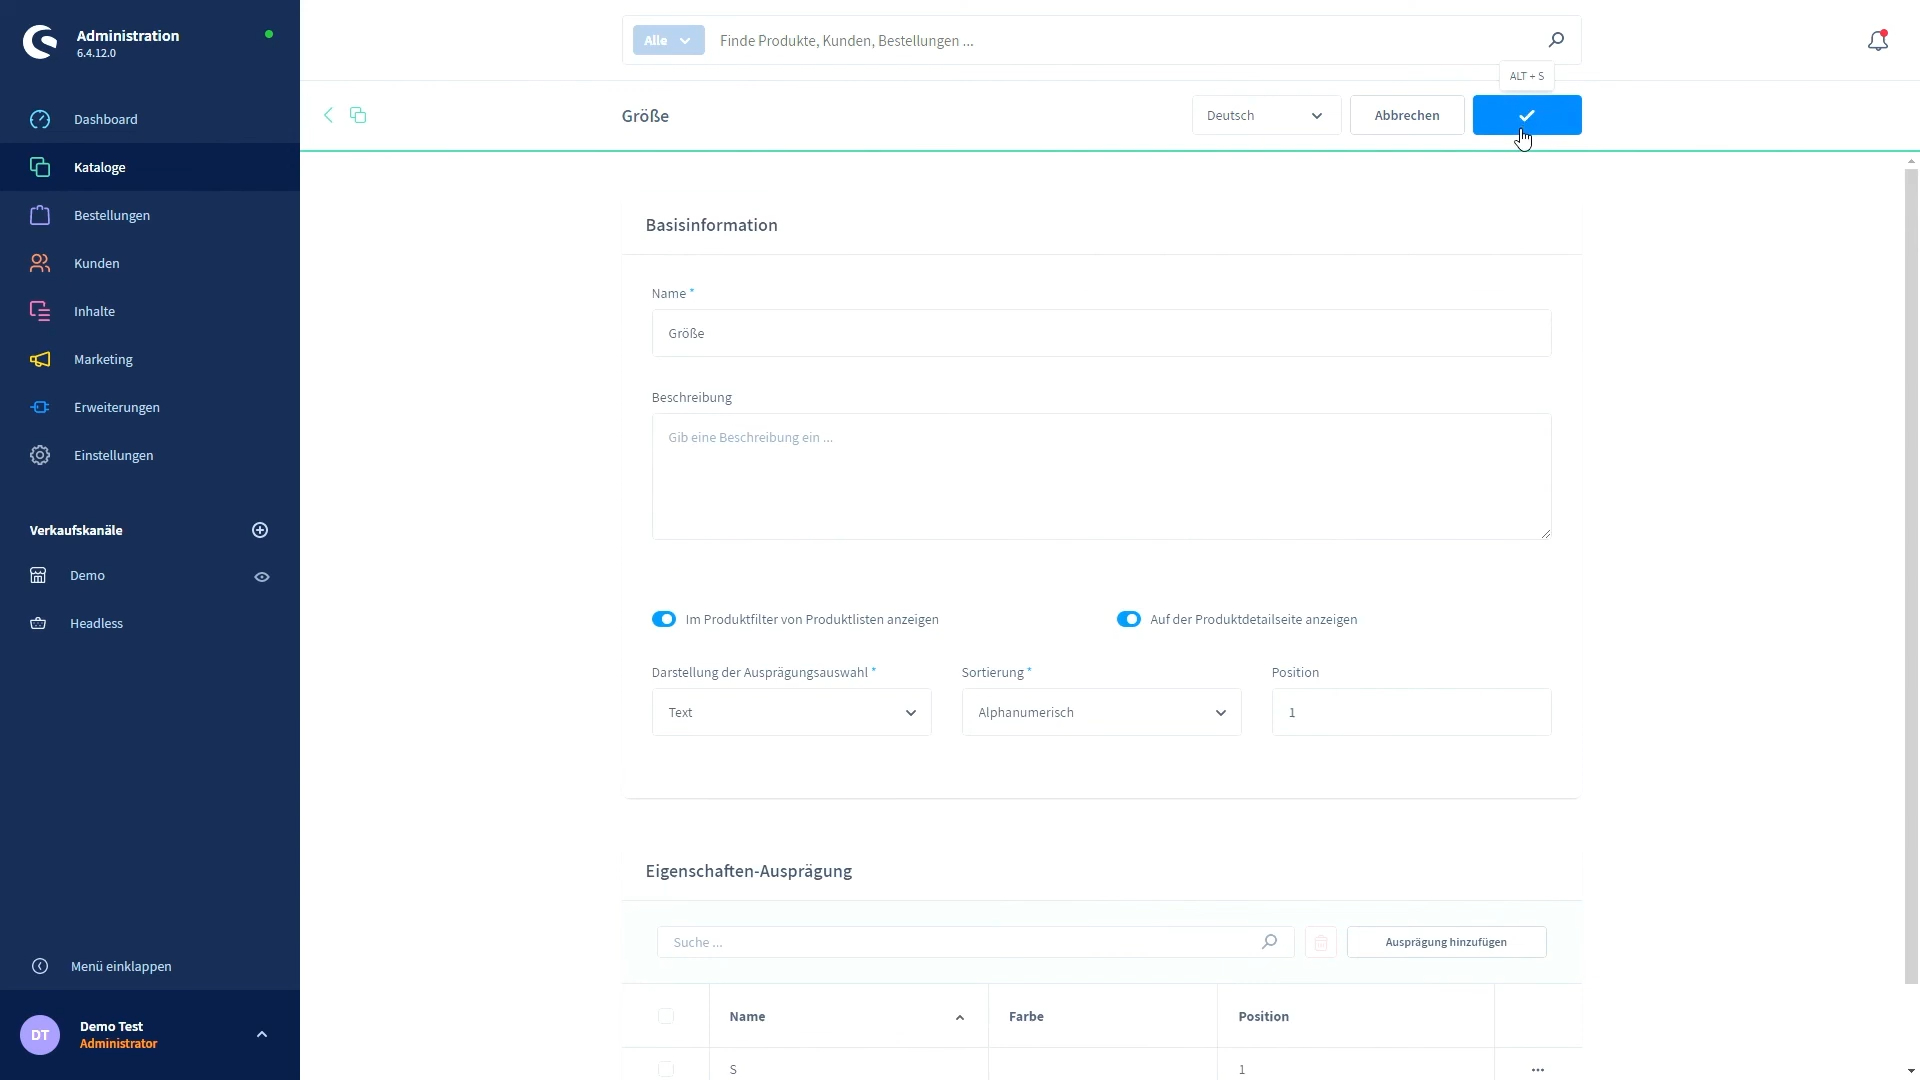 Administration
6.4.12.0
Dashboard
Kataloge
Bestellungen
Kunden
Inhalte
Marketing
Erweiterungen
Einstellungen
Verkaufskanäle
Demo
Headless
Menü einklappen
DT
Demo Test
Administrator
Alle
Finde Produkte, Kunden, Bestellungen ...
ALT + S
Größe
Deutsch
Abbrechen
Basisinformation
Name *
Größe
Beschreibung
Gib eine Beschreibung ein ...
Im Produktfilter von Produktlisten anzeigen
Auf der Produktdetailseite anzeigen
Darstellung der Ausprägungsauswahl *
Sortierung *
Position
Text
Alphanumerisch
1
Eigenschaften-Ausprägung
Suche ...
Ausprägung hinzufügen
Name
Farbe
Position
S
1